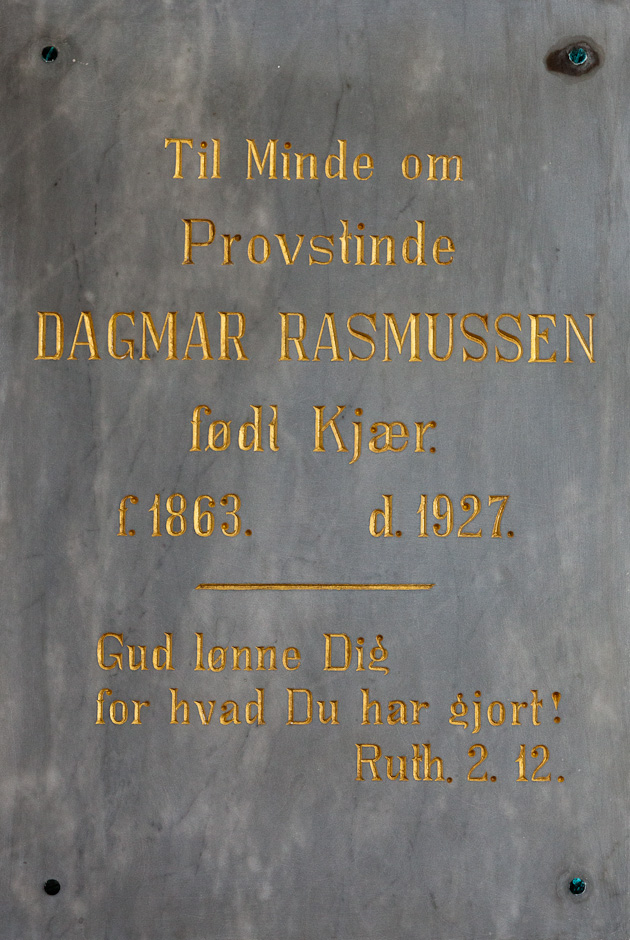 Til Minde om
Provstinde
DAGMAR RASMUSSEN
født Kjær.
f. 1863. d. 1927.
Gud lønne Dig
for hvad Du har gjort!
Ruth. 2. 12.